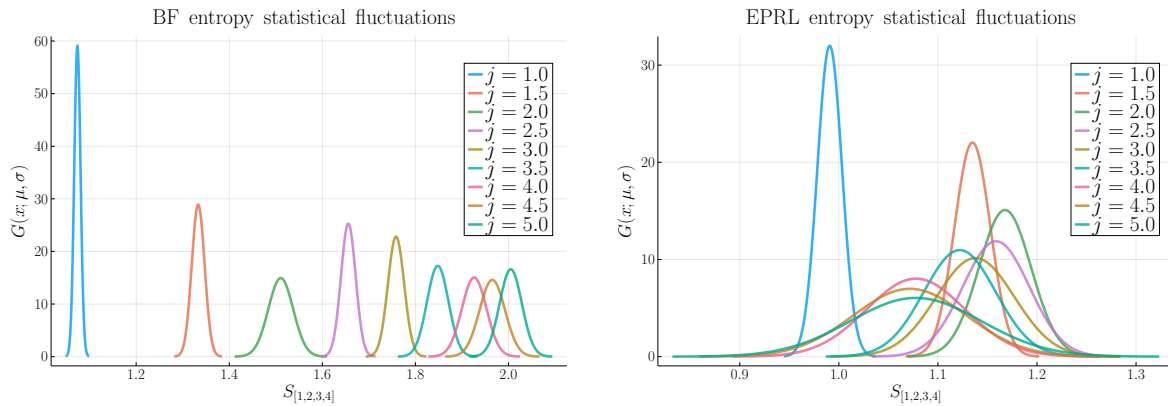 BF entropy statistical fluctuations
G(x; μ, σ)
60
50
40
30
20
10
0
1.2
1.4
1.6
1.8
2.0
S[1,2,3,4]
j = 1.0
j = 1.5
j = 2.0
j = 2.5
j = 3.0
j = 3.5
j = 4.0
j = 4.5
j = 5.0
EPRL entropy statistical fluctuations
G(x; μ, σ)
30
20
10
0
0.9
1.0
1.1
1.2
1.3
S[1,2,3,4]
j = 1.0
j = 1.5
j = 2.0
j = 2.5
j = 3.0
j = 3.5
j = 4.0
j = 4.5
j = 5.0